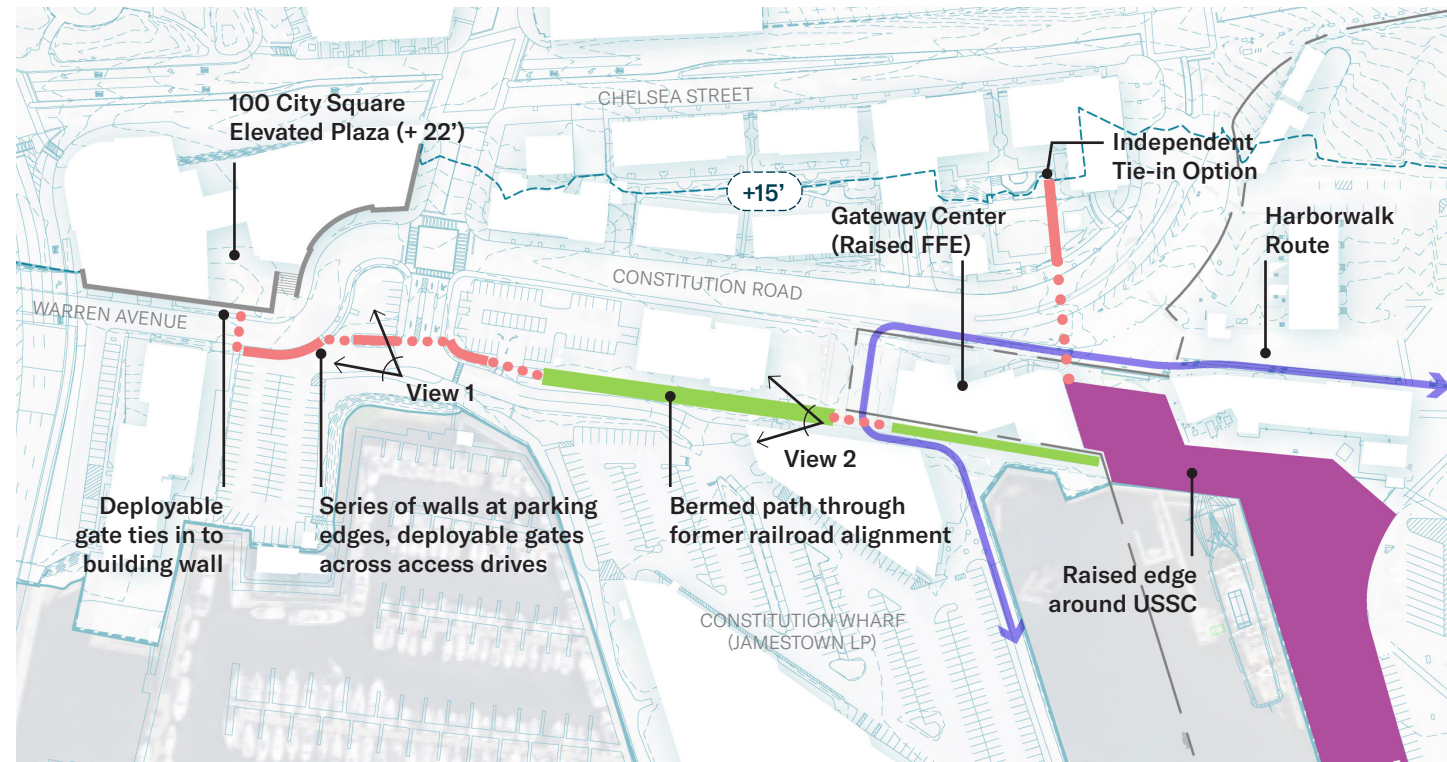 CHELSEA STREET
100 City Square
Elevated Plaza (+ 22’)
Independent
Tie-in Option
+15’
Gateway Center
(Raised FFE)
Harborwalk
Route
CONSTITUTION ROAD
WARREN AVENUE
View 1
View 2
Deployable
gate ties in to
building wall
Series of walls at parking
edges, deployable gates
across access drives
Bermed path through
former railroad alignment
Raised edge
around USSC
CONSTITUTION WHARF
(JAMESTOWN LP)